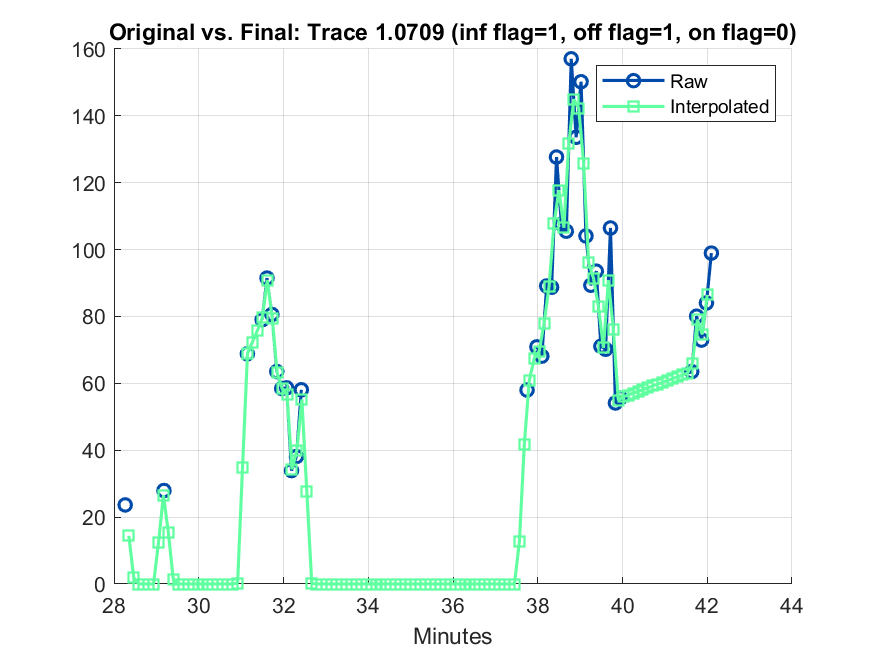 Original vs. Final: Trace 1.0709 (inf flag=1, off flag=1, on flag=0)
160
140
120
100
80
60
40
20
0
Raw
Interpolated
28 30 32 34 36 38 40 42 44
Minutes